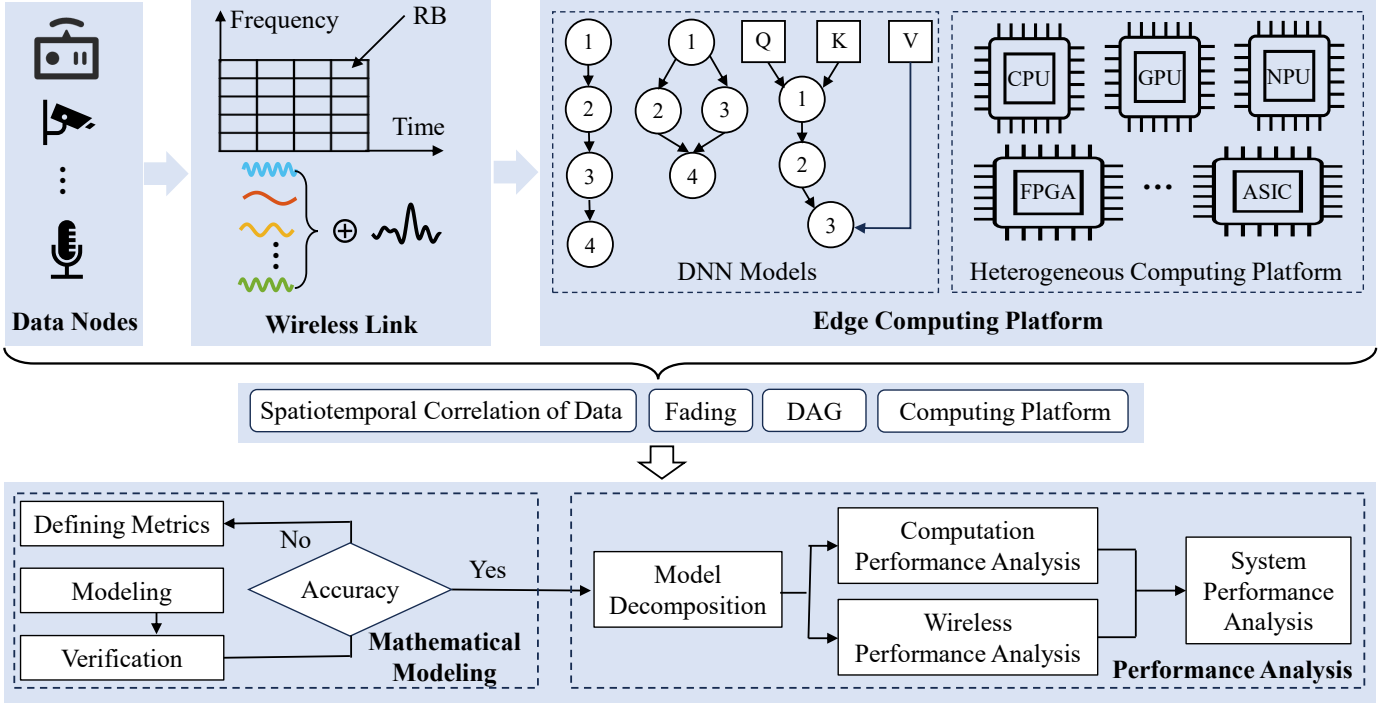 Frequency
RB
Time
Data Nodes
Wireless Link
1
2
3
4
1
2
3
4
Q
K
V
1
2
3
DNN Models
CPU
GPU
NPU
FPGA
...
ASIC
Heterogeneous Computing Platform
Edge Computing Platform
Spatiotemporal Correlation of Data
Fading
DAG
Computing Platform
Defining Metrics
No
Modeling
Accuracy
Yes
Verification
Mathematical
Modeling
Model
Decomposition
Computation
Performance Analysis
Wireless
Performance Analysis
System
Performance
Analysis
Performance Analysis